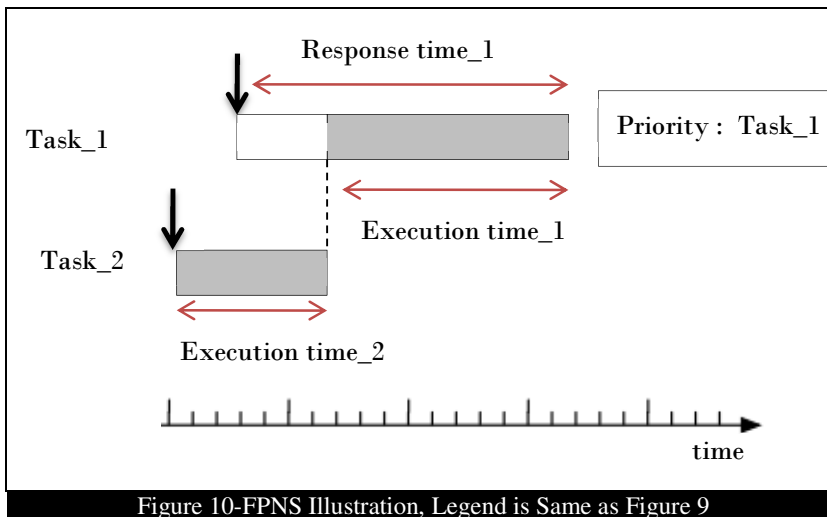 Response time_1
Task_1
Priority : Task_1
Execution time_1
Task_2
Execution time_2
time
Figure 10-FPNS Illustration, Legend is Same as Figure 9